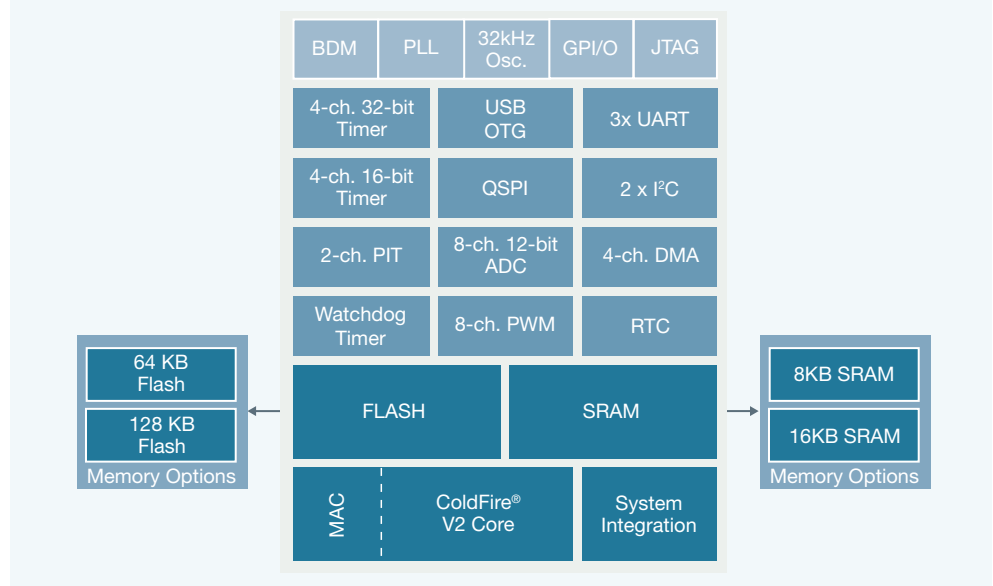 BDM
PLL
32kHz
Osc.
GPI/O
JTAG
4-ch. 32-bit
Timer
USB
OTG
3x UART
4-ch. 16-bit
Timer
QSPI
2 x I²C
2-ch. PIT
8-ch. 12-bit
ADC
4-ch. DMA
Watchdog
Timer
8-ch. PWM
RTC
64 KB
Flash
128 KB
Flash
Memory Options
FLASH
SRAM
8KB SRAM
16KB SRAM
Memory Options
MAC
ColdFire®
V2 Core
System
Integration